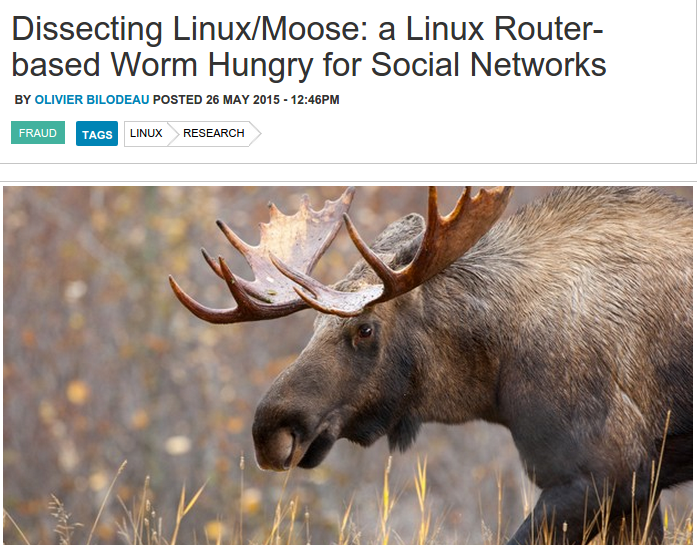 Dissecting Linux/Moose: a Linux Router-
based Worm Hungry for Social Networks
BY OLIVIER BILODEAU POSTED 26 MAY 2015 - 12:46PM
FRAUD TAGS LINUX RESEARCH